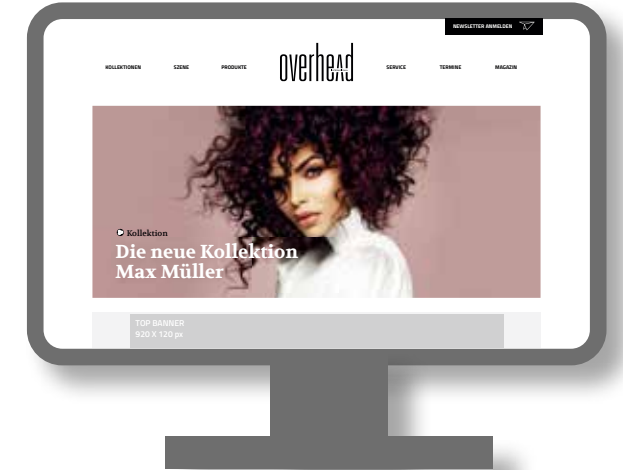 NEWSLETTER ANMELDEN
KOLLEKTIONEN SZENE PRODUKTE overhead SERVICE TERMINE MAGAZIN
Kollektion
Die neue Kollektion
Max Müller
TOP BANNER
920 X 120 px